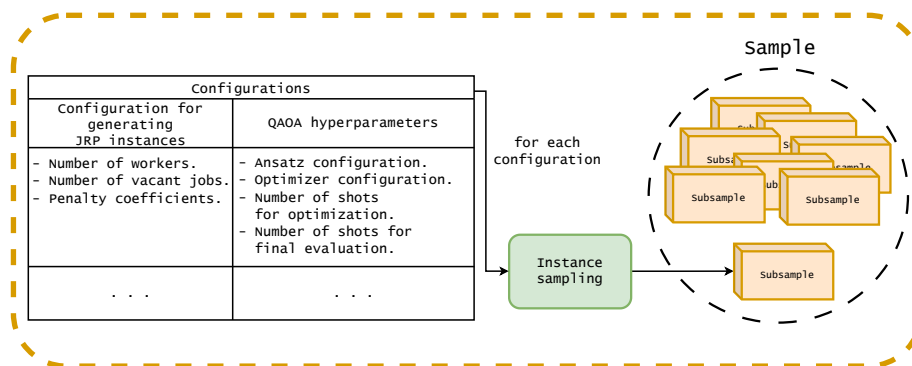 Sample
Configurations
Configuration for
generating
JRP instances
QAOA hyperparameters
- Number of workers.
- Number of vacant jobs.
- Penalty coefficients.
- Ansatz configuration.
- Optimizer configuration.
- Number of shots
for optimization.
- Number of shots for
final evaluation.
. . .
. . .
for each
configuration
Instance
sampling
Subsample
Subsample
Subsample
Subsample